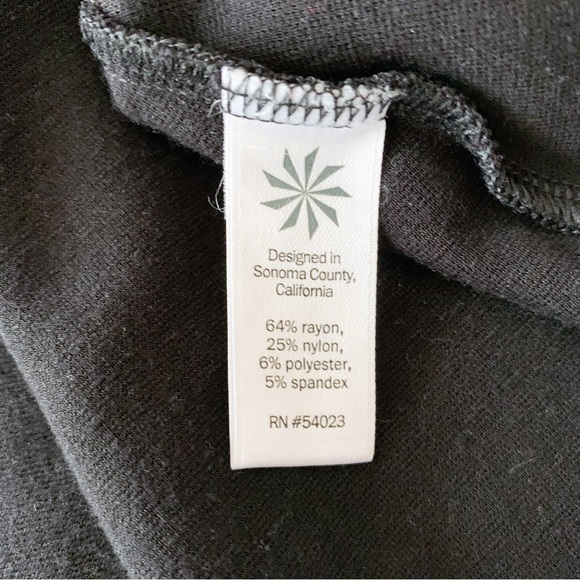 Designed in
Sonoma County,
California
64% rayon,
25% nylon,
6% polyester,
5% spandex
RN #54023